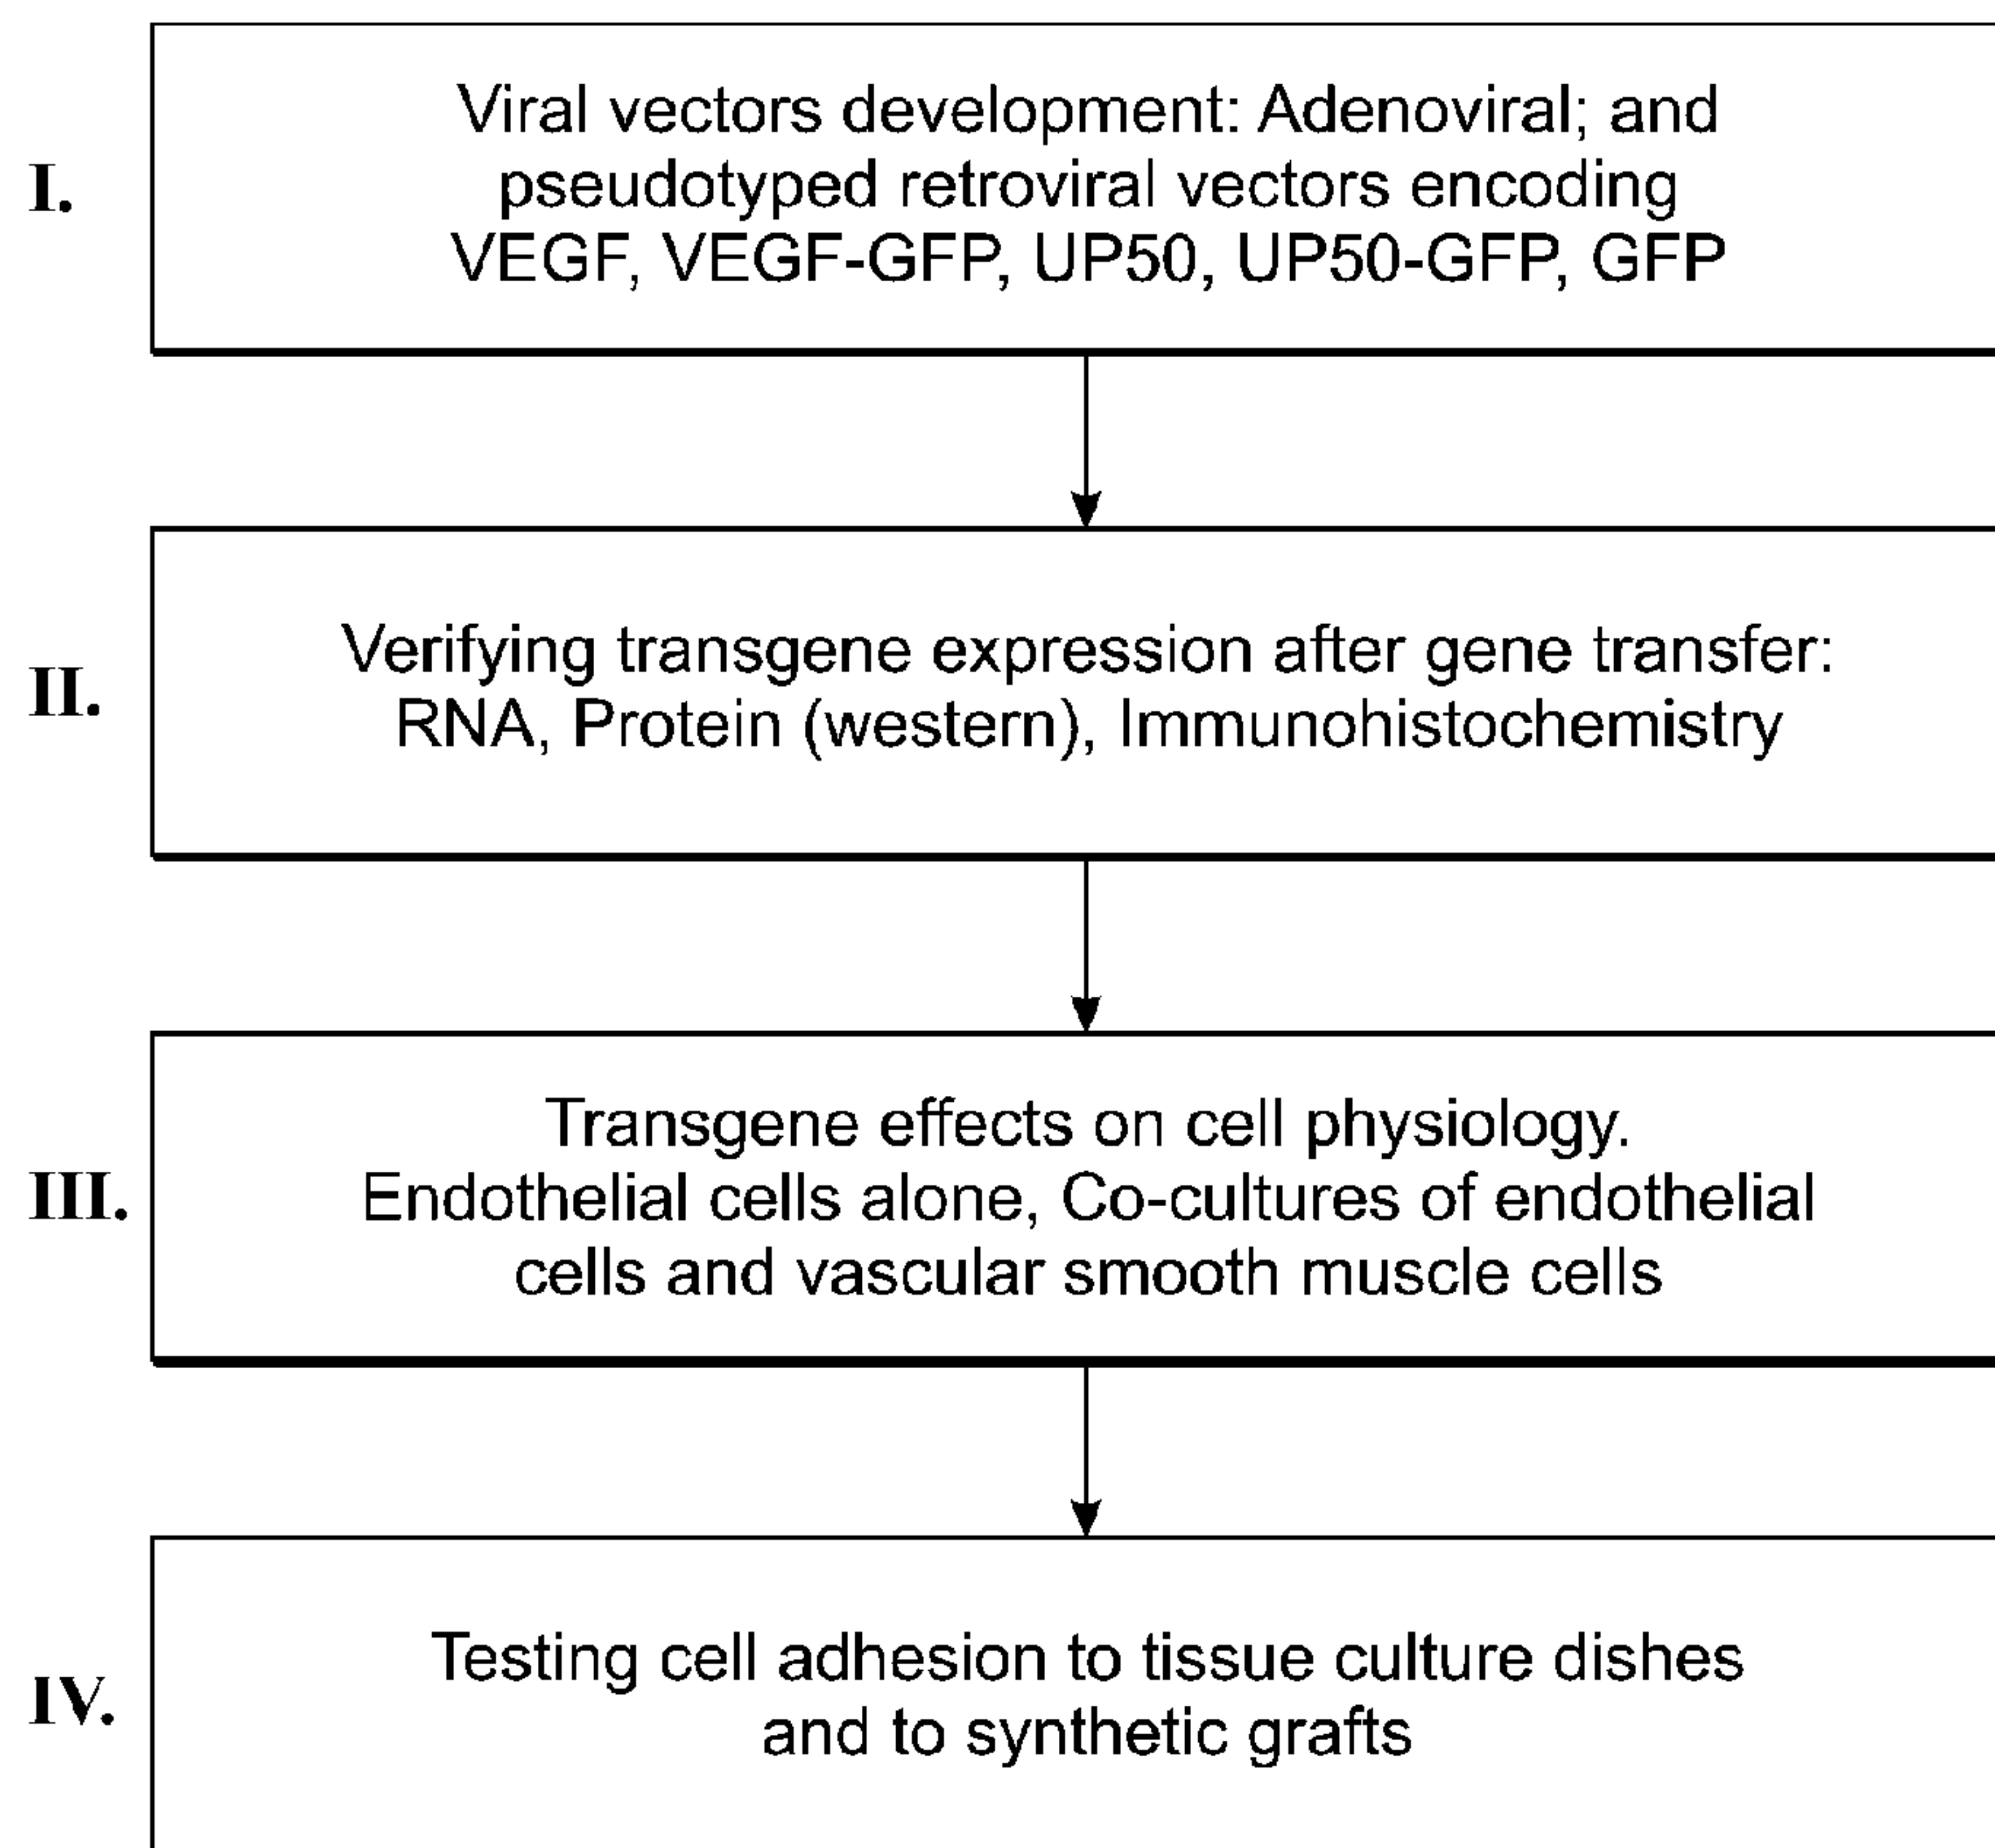 I.
Viral vectors development: Adenoviral; and
pseudotyped retroviral vectors encoding
VEGF, VEGF-GFP, UP50, UP50-GFP, GFP
II.
Verifying transgene expression after gene transfer:
RNA, Protein (western), Immunohistochemistry
III.
Transgene effects on cell physiology.
Endothelial cells alone, Co-cultures of endothelial
cells and vascular smooth muscle cells
IV.
Testing cell adhesion to tissue culture dishes
and to synthetic grafts